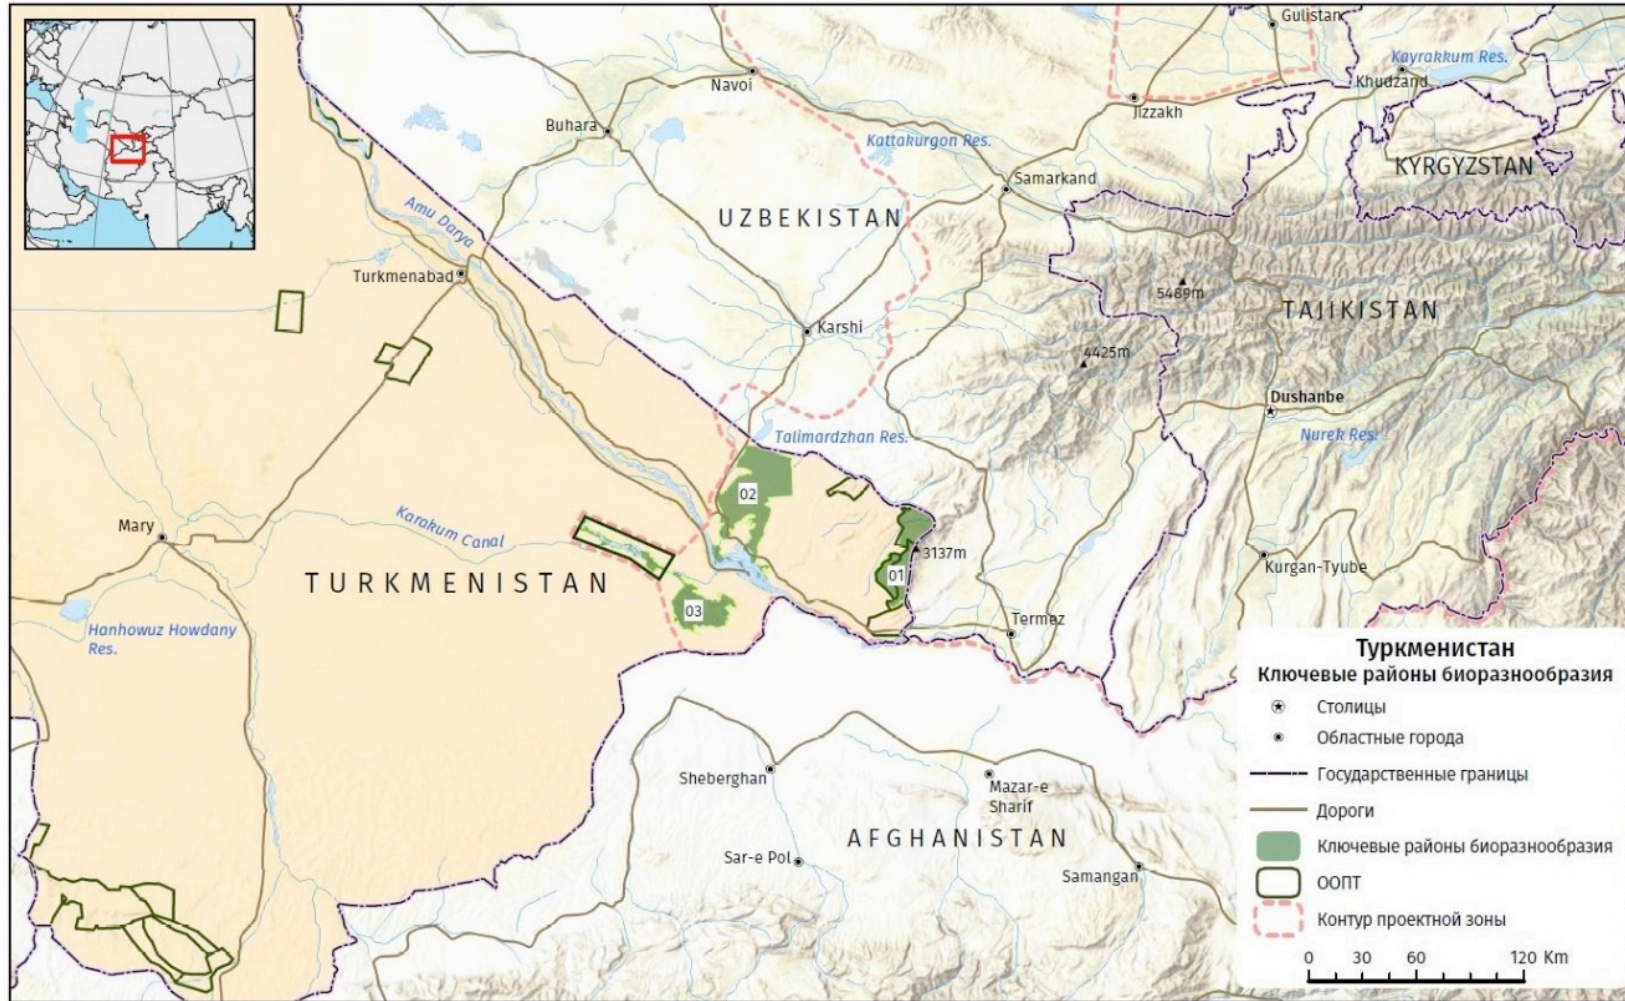 Gulistan
Kayrakkum Res.
Khudzand
Navoi
Jizzakh
Buhara
Kattakurgon Res.
KYRGYZSTAN
Samarkand
Amu Darya
UZBEKISTAN
Turkmenabad
5489m
TAJIKISTAN
Karshi
4425m
Dushanbe
Talimardzhan Res.
Nurek Res.
02
Mary
Karakum Canal
3137m
01
Kurgan-Tyube
TURKMENISTAN
03
Termez
Hanhowuz Howdany
Res.
Sheberghan
Mazar-e
Sharif
AFGHANISTAN
Sar-e Pol
Samangan
Туркменистан
Ключевые районы биоразнообразия
Столицы
Областные города
Государственные границы
Дороги
Ключевые районы биоразнообразия
ООПТ
Контур проектной зоны
0 30 60 120 Km